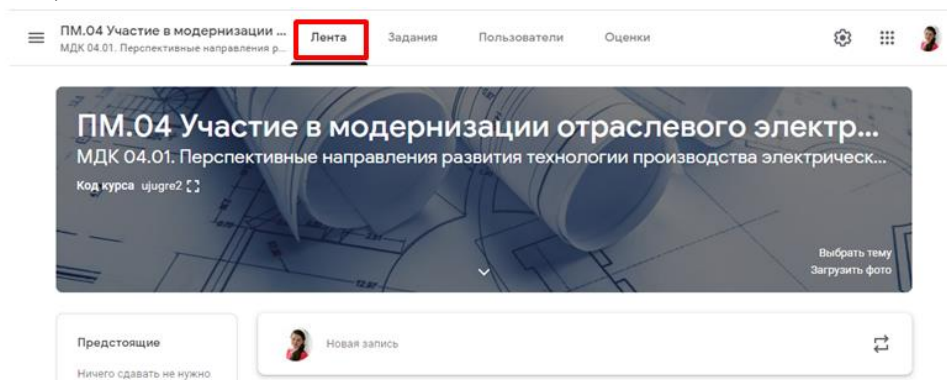 ПМ.04 Участие в модернизации ...
МДК 04.01. Перспективные направления р...
Лента
Задания
Пользователи
Оценки
ПМ.04 Участие в модернизации отраслевого электр...
МДК 04.01. Перспективные направления развития технологии производства электрическ...
Код курса ujugre2
Выбрать тему
Загрузить фото
Предстоящие
Ничего сдавать не нужно
Новая запись